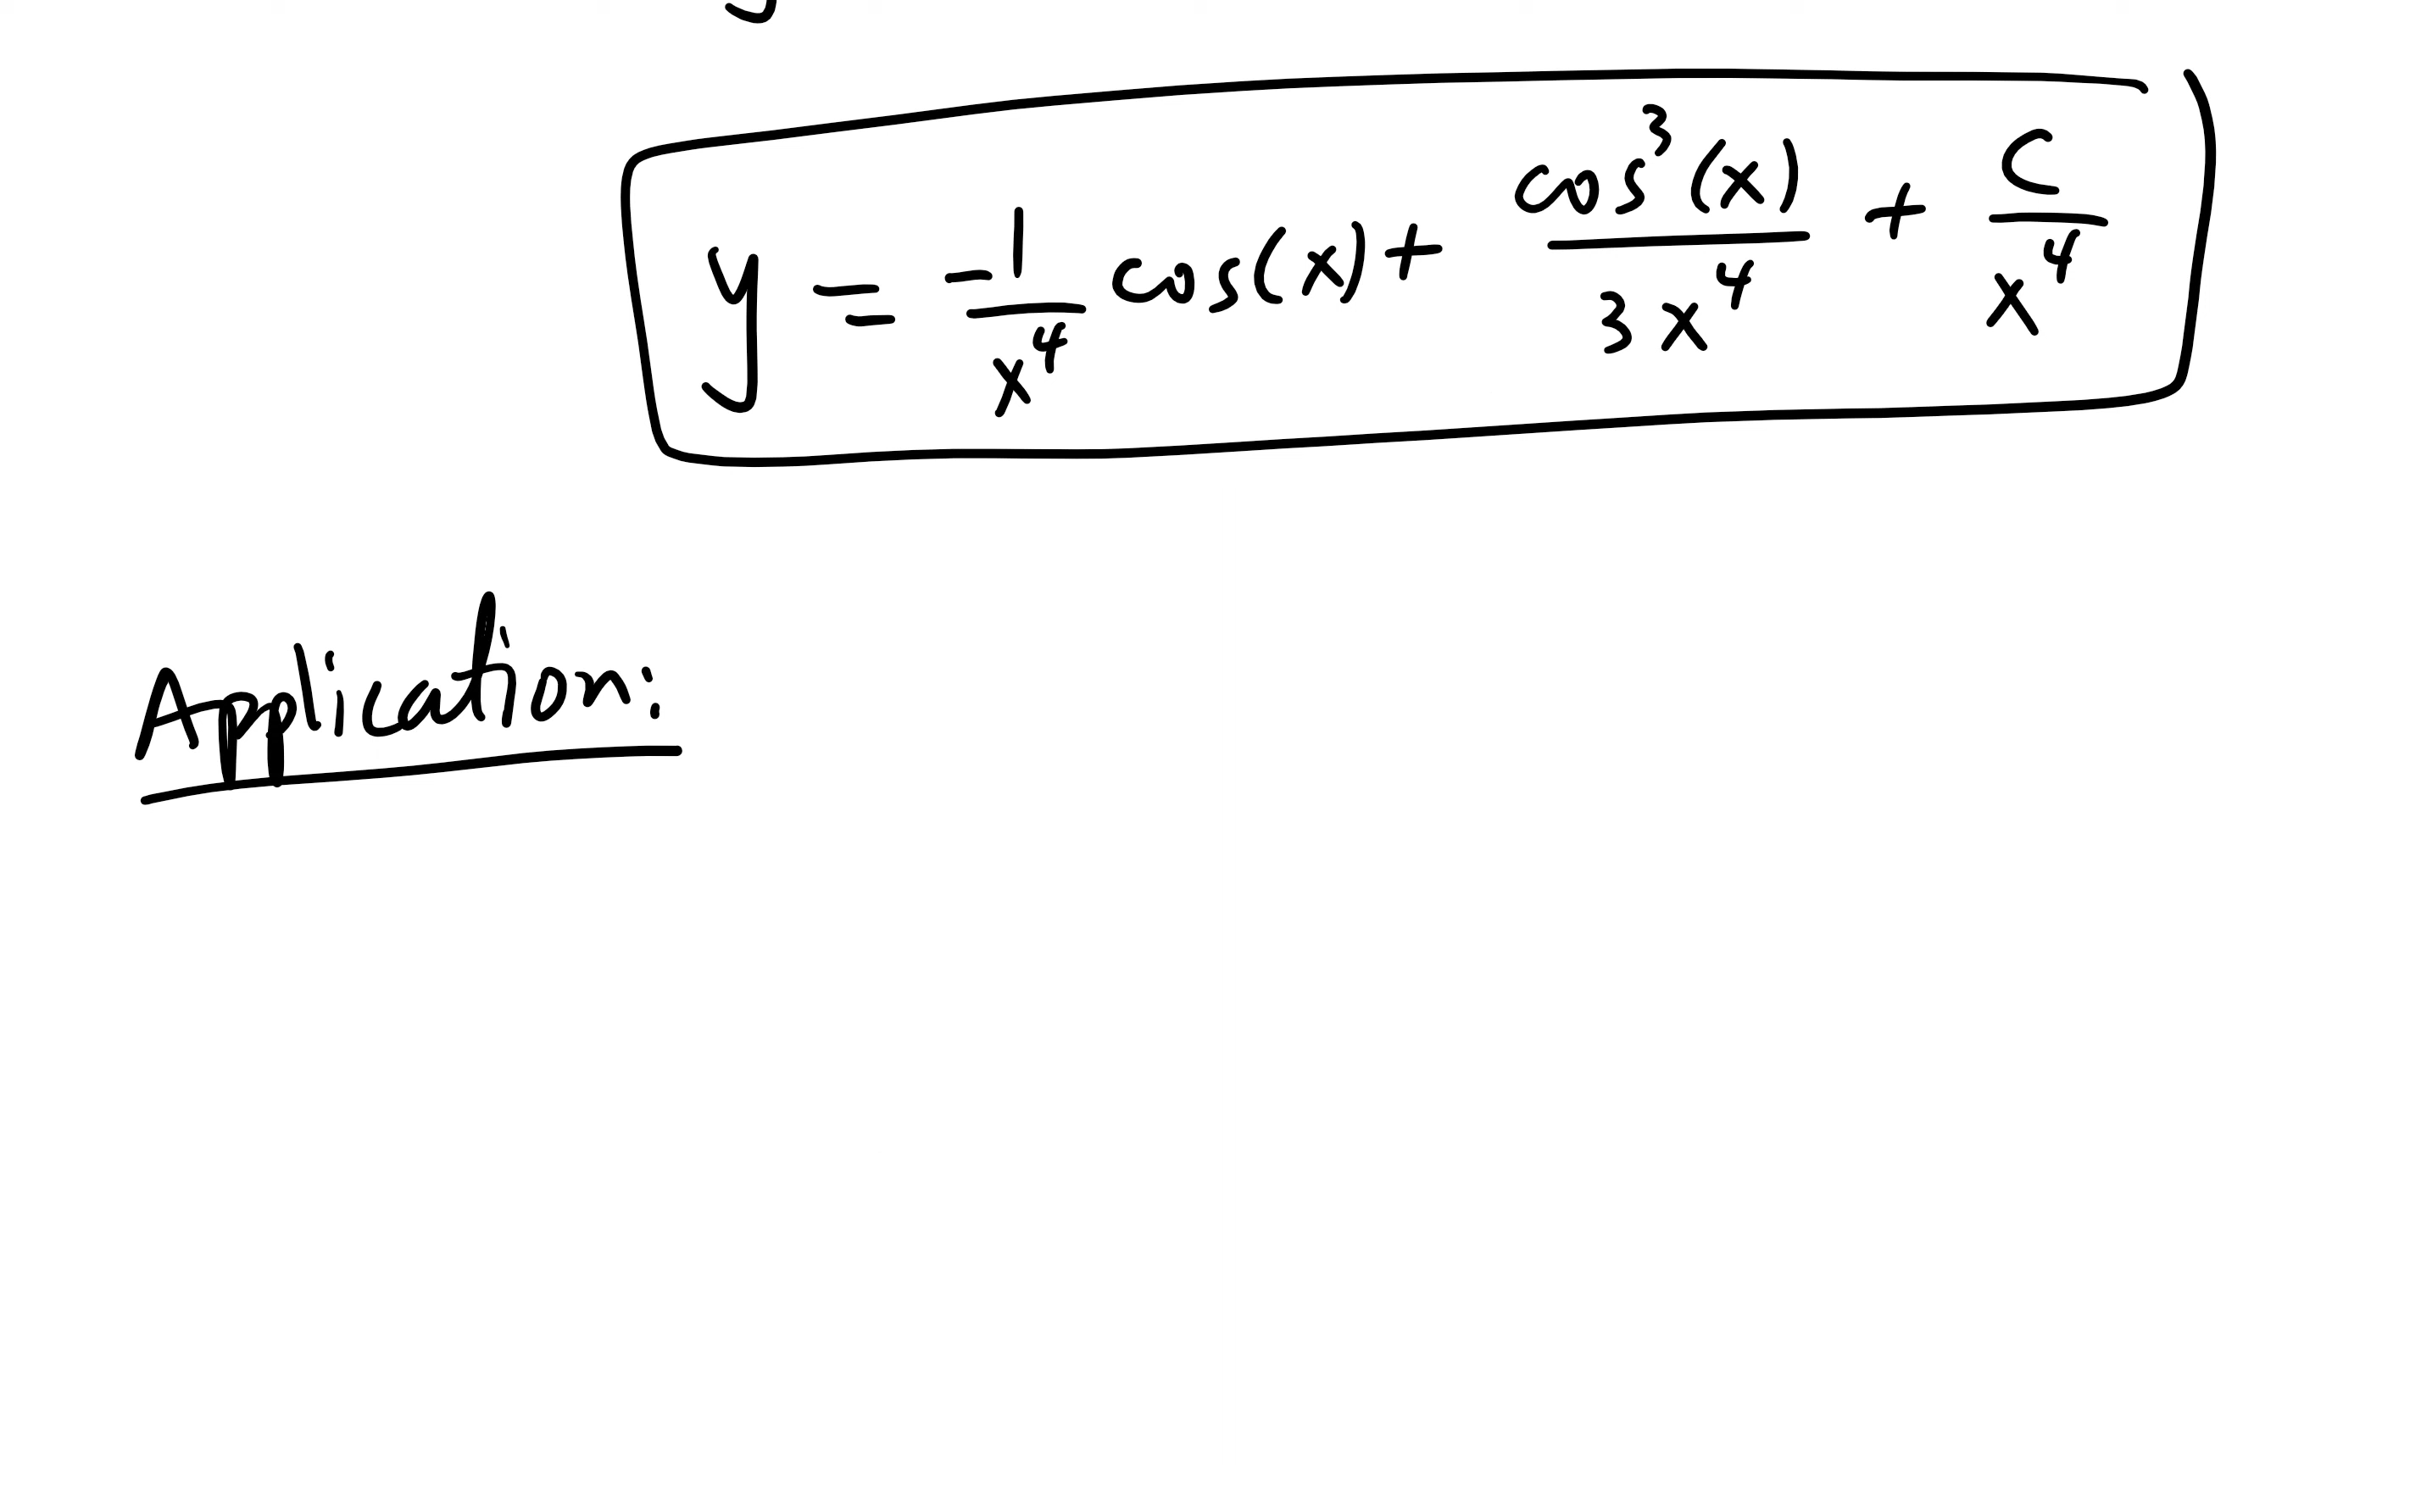 y = -1/x⁴ cos(x) + cos³(x)/3x⁴ + C/x⁴
Application: